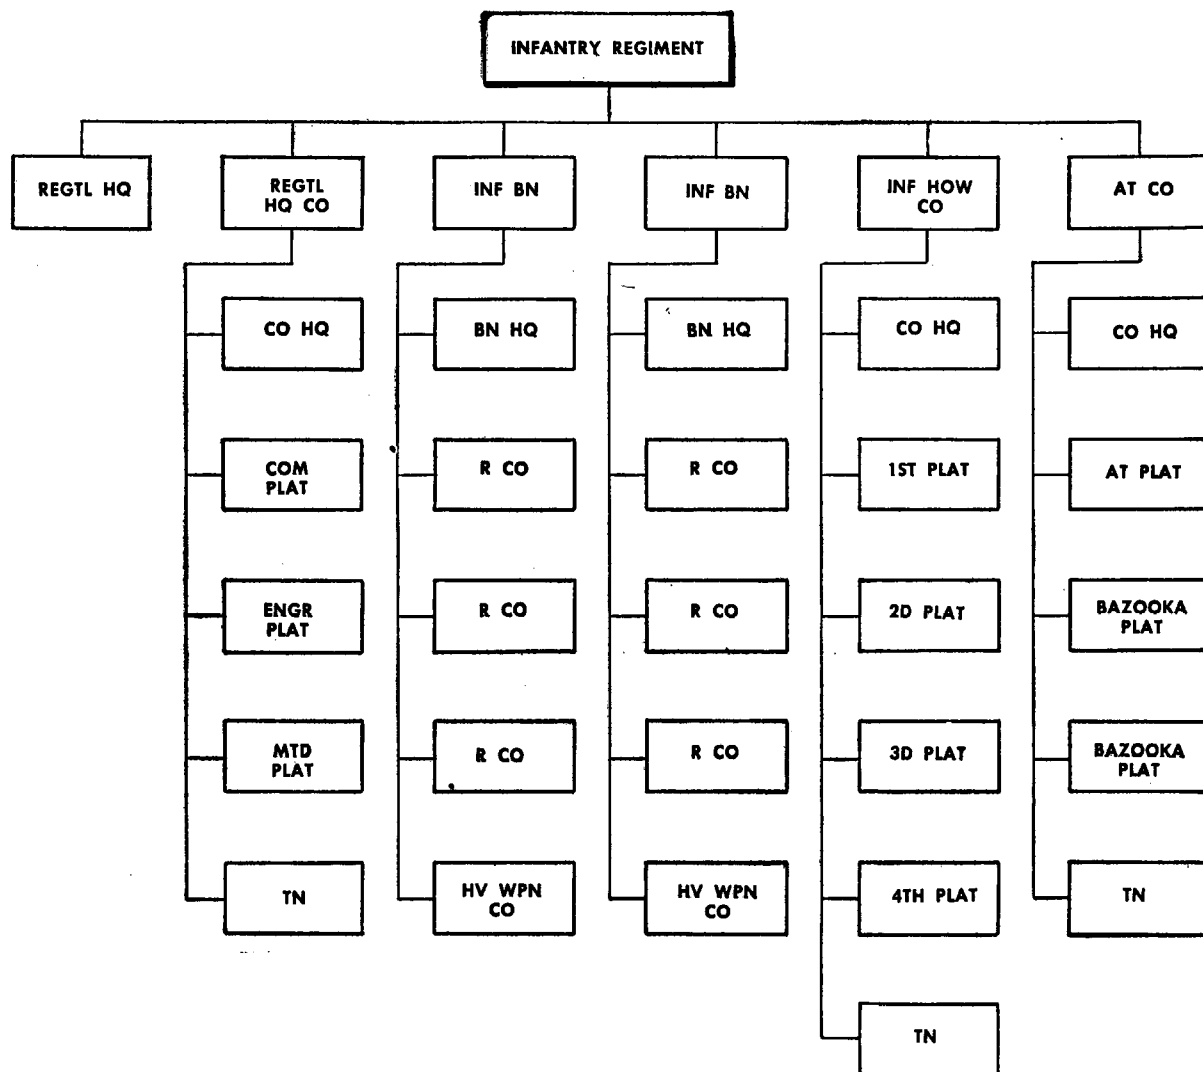 INFANTRY REGIMENT
REGTL HQ
REGTL
HQ CO
INF BN
INF BN
INF HOW
CO
AT CO
CO HQ
BN HQ
BN HQ
CO HQ
CO HQ
COM
PLAT
R CO
R CO
1ST PLAT
AT PLAT
ENGR
PLAT
R CO
R CO
2D PLAT
BAZOOKA
PLAT
MTD
PLAT
R CO
R CO
3D PLAT
BAZOOKA
PLAT
TN
HV WPN
CO
HV WPN
CO
4TH PLAT
TN
TN